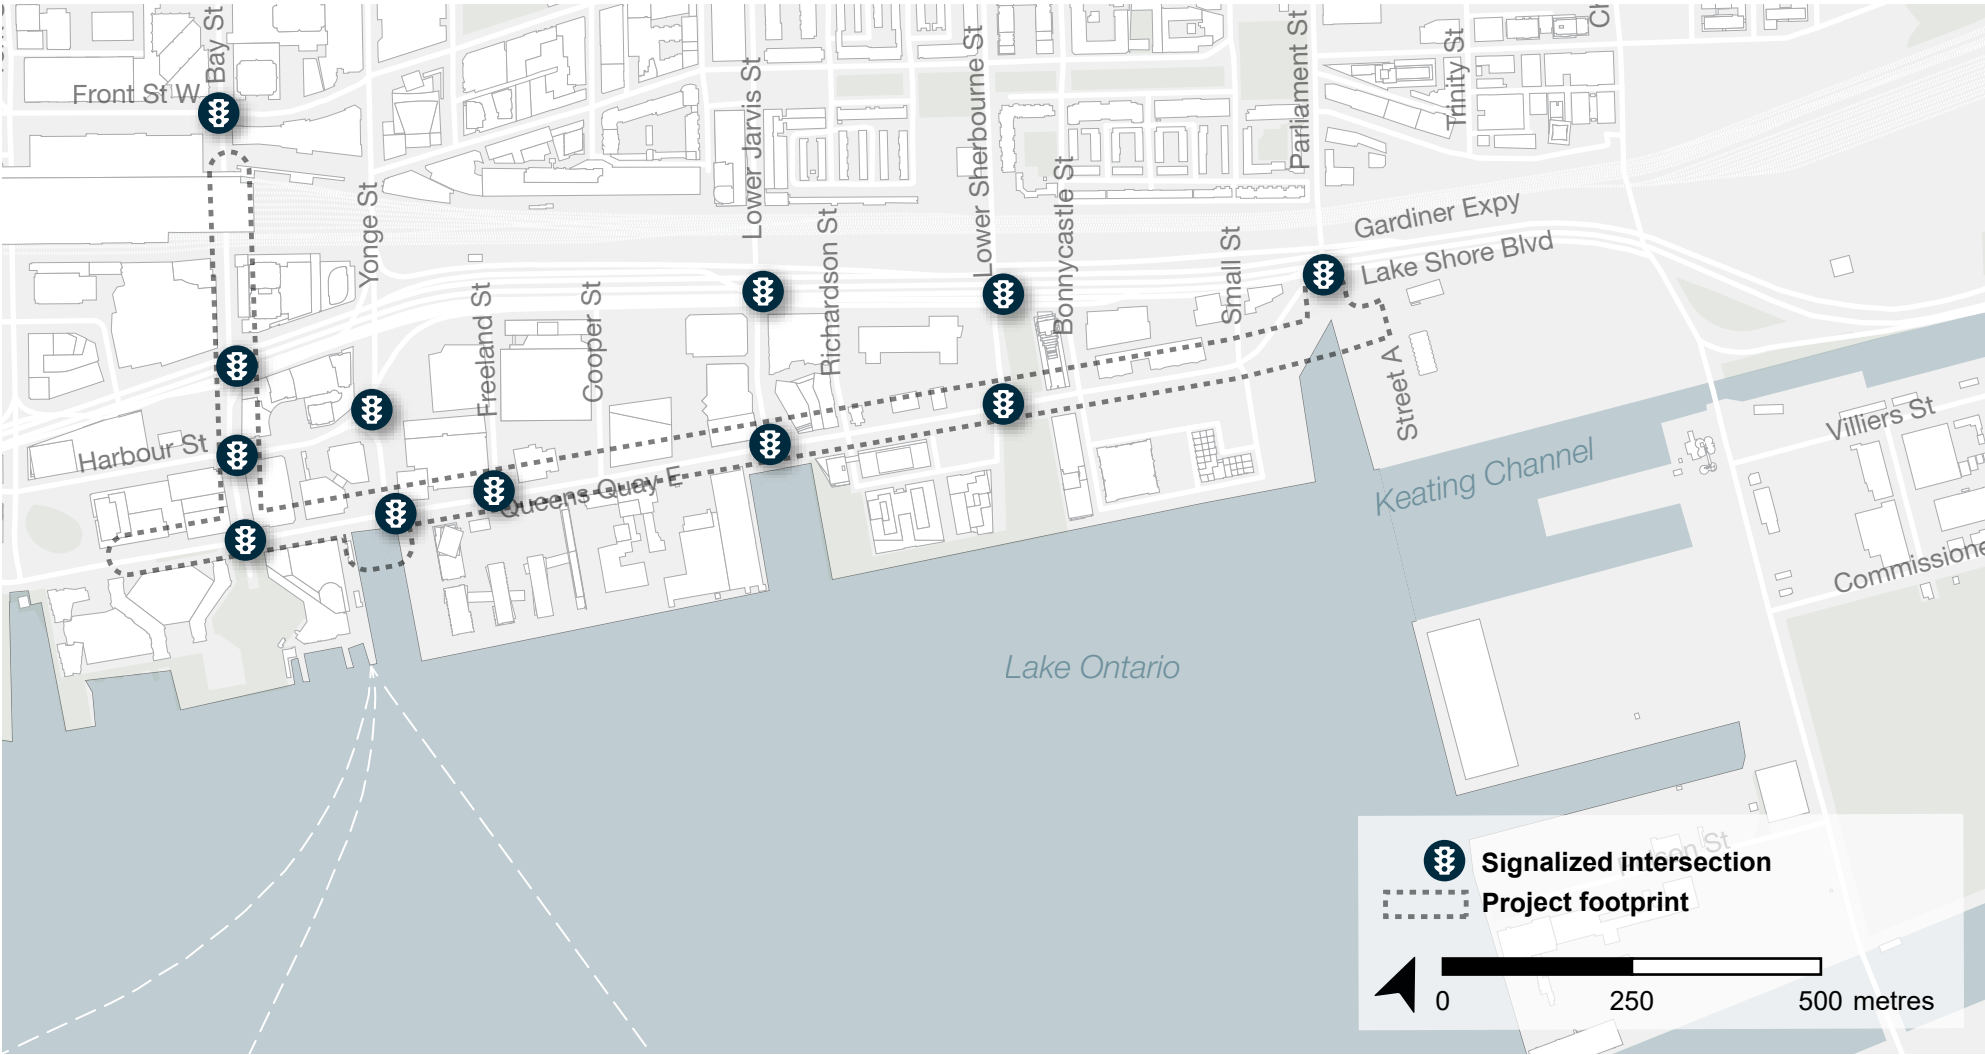 Bay St
Front St W
Yonge St
Lower Jarvis St
Lower Sherbourne St
Parliament St
Trinity St
Ch
Richardson St
Bonnycastle St
Small St
Gardiner Expy
Lake Shore Blvd
Freeland St
Cooper St
Street A
Harbour St
Queens Quay E
Keating Channel
Villiers St
Commissione
Lake Ontario
St
Signalized intersection
Project footprint
0 250 500 metres